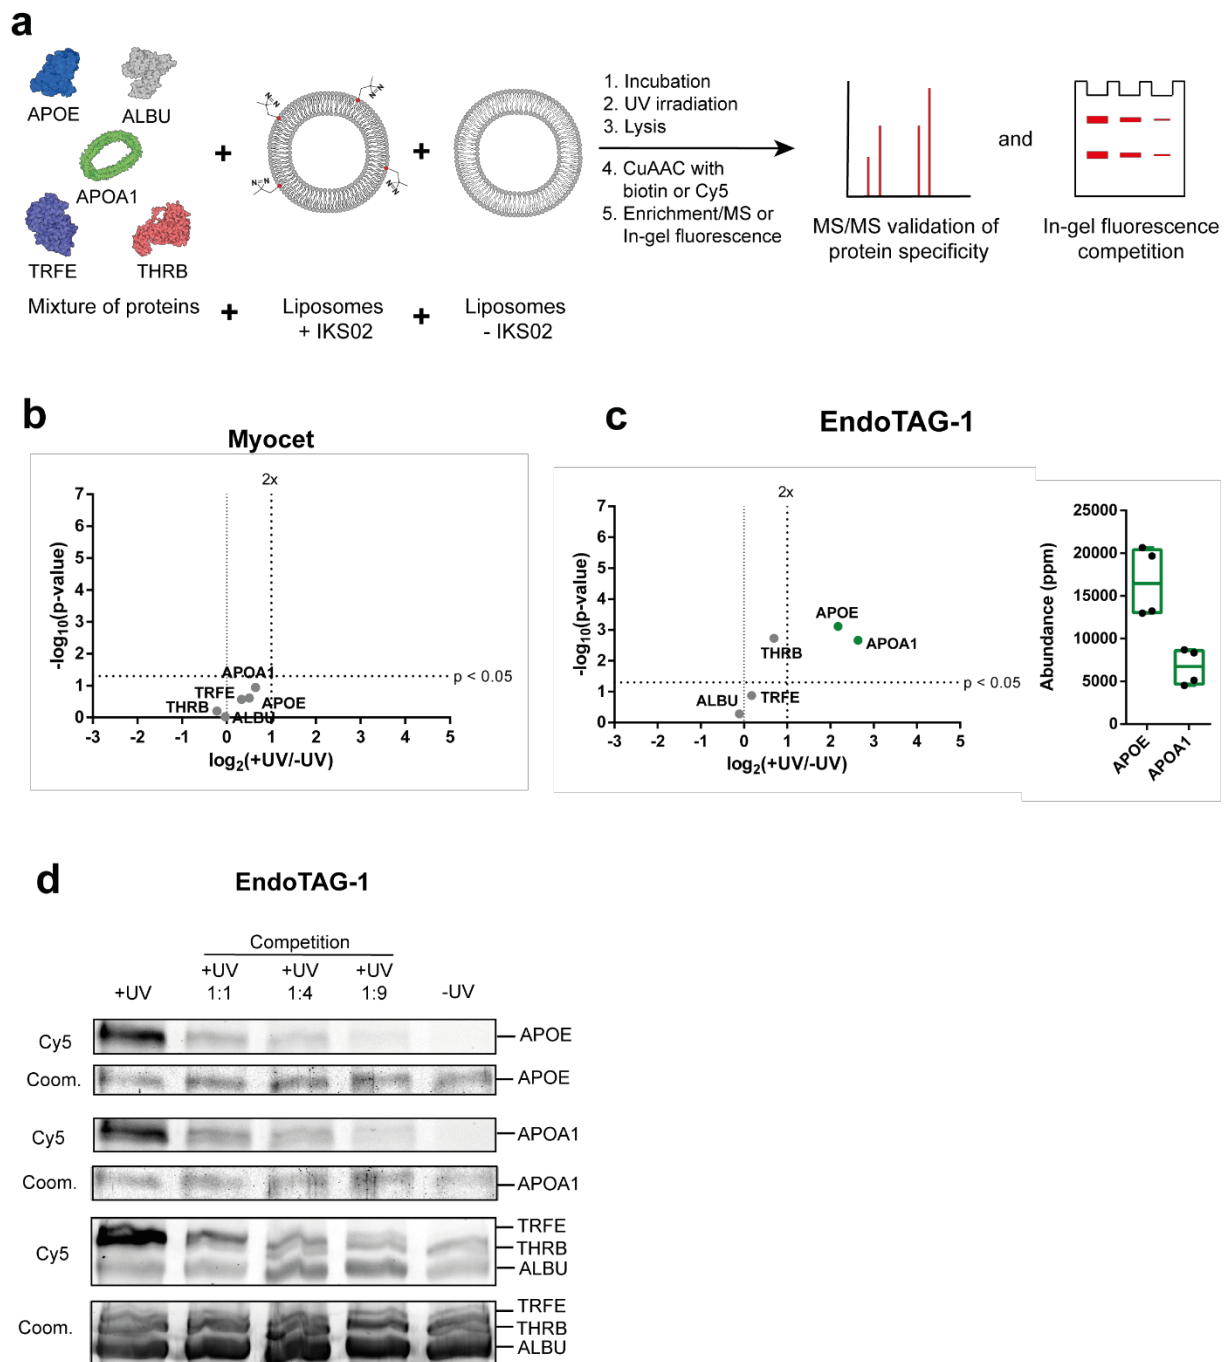 a
APOE
ALBU
APOA1
TRFE
THRB
Mixture of proteins
+
+
N=N
N=N
N=N
N=N
+
+
Liposomes
+ IKS02
Liposomes
- IKS02
1. Incubation
2. UV irradiation
3. Lysis
4. CuAAC with
biotin or Cy5
5. Enrichment/MS or
In-gel fluorescence
and
MS/MS validation of
protein specificity
In-gel fluorescence
competition
b
Myocet
2x
7
6
5
4
3
2
1
0
-log10(p-value)
p < 0.05
APOA1
TRFE
APOE
THRB
ALBU
-3 -2 -1 0 1 2 3 4 5
log2(+UV/-UV)
c
EndoTAG-1
2x
7
6
5
4
3
2
1
0
-log10(p-value)
APOE
APOA1
THRB
p < 0.05
ALBU
TRFE
-3 -2 -1 0 1 2 3 4 5
log2(+UV/-UV)
25000
20000
15000
10000
5000
0
Abundance (ppm)
APOE
APOA1
d
EndoTAG-1
Competition
+UV
+UV
1:1
+UV
1:4
+UV
1:9
-UV
Cy5
APOE
Coom.
APOE
Cy5
APOA1
Coom.
APOA1
Cy5
TRFE
THRB
ALBU
Coom.
TRFE
THRB
ALBU